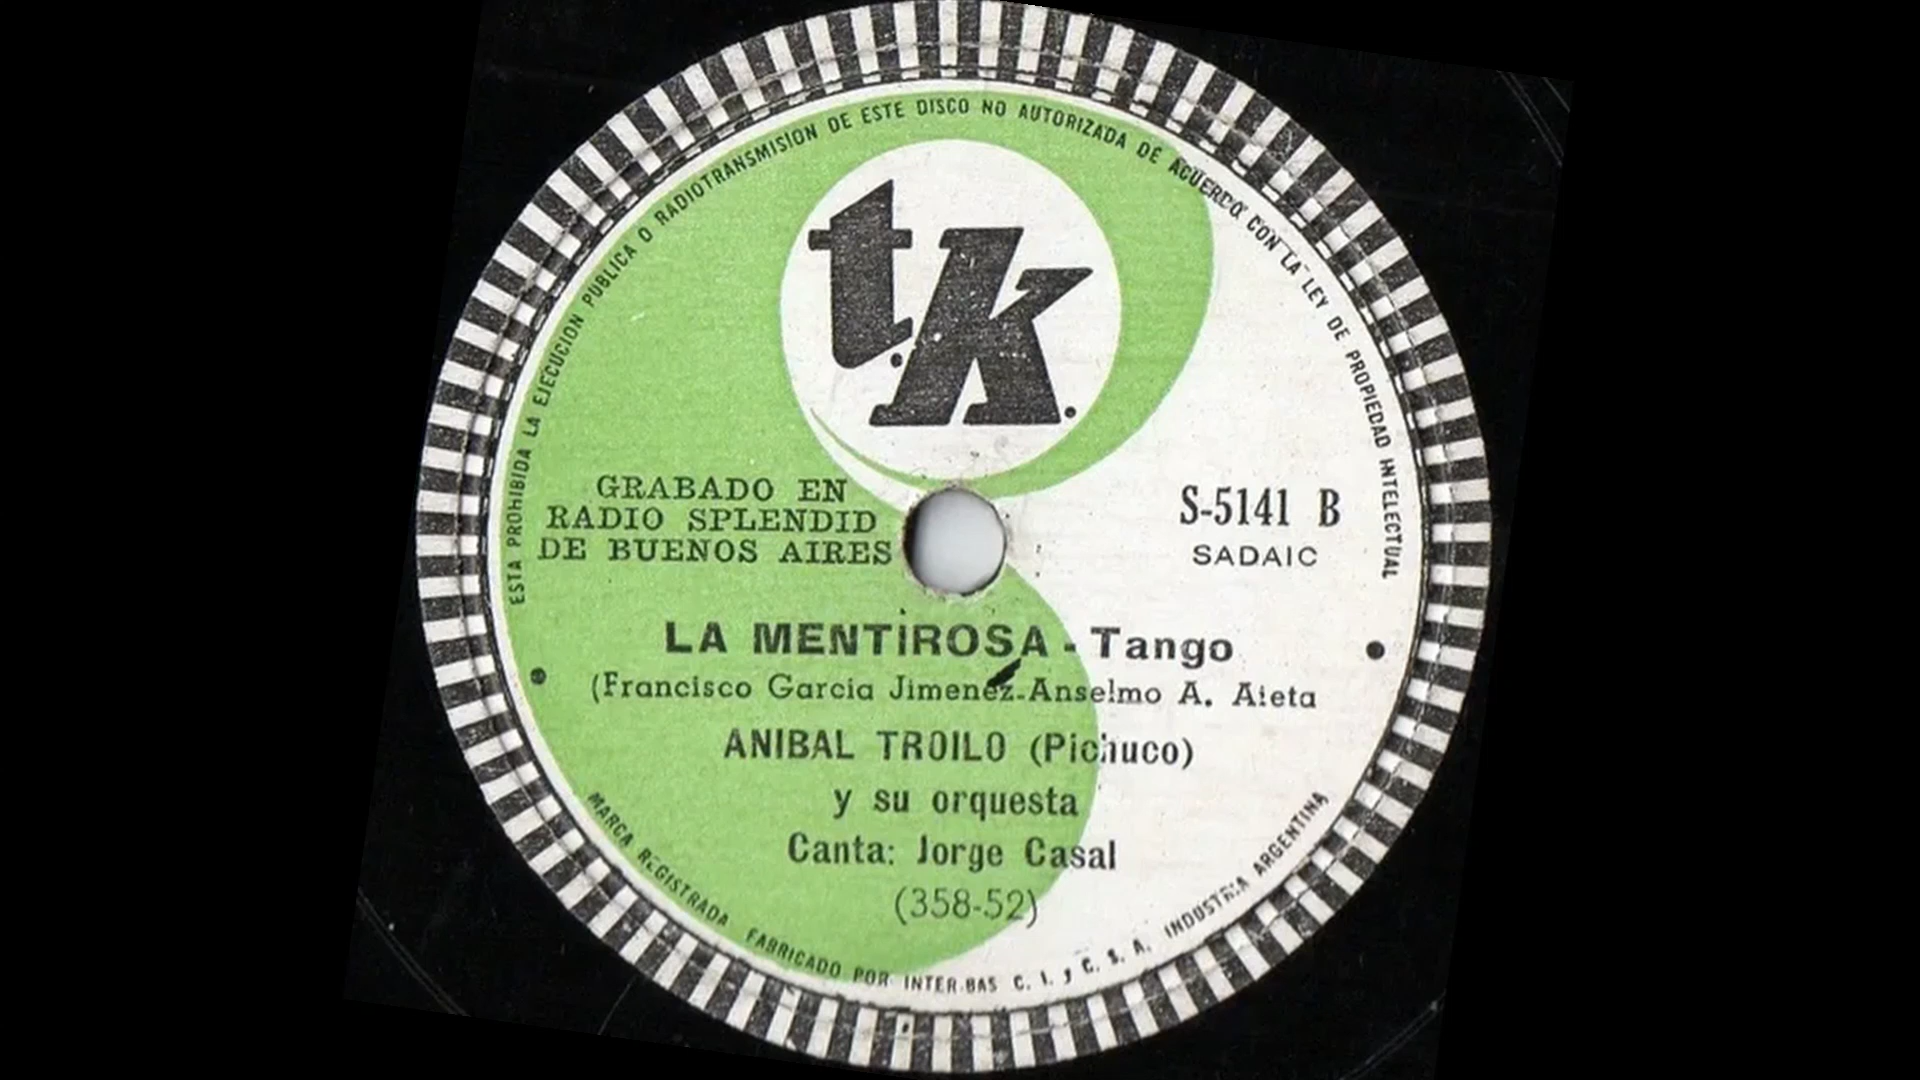 ESTA PROHIBIDA LA EJECUCION PUBLICA O RADIOTRANSMISION DE ESTE DISCO NO AUTORIZADA DE ACUERDO CON LA LEY DE PROPIEDAD INTELECTUAL
t.k.
GRABADO EN
RADIO SPLENDID
DE BUENOS AIRES
S-5141 B
SADAIC
LA MENTIROSA - Tango
(Francisco Garcia Jimenéz-Anselmo A. Aieta
ANIBAL TROILO (Pichuco)
y su orquesta
Canta: Jorge Casal
(358-52)
MARCA REGISTRADA FABRICADO POR INTER-BAS C. I. y C. S. A. INDUSTRIA ARGENTINA